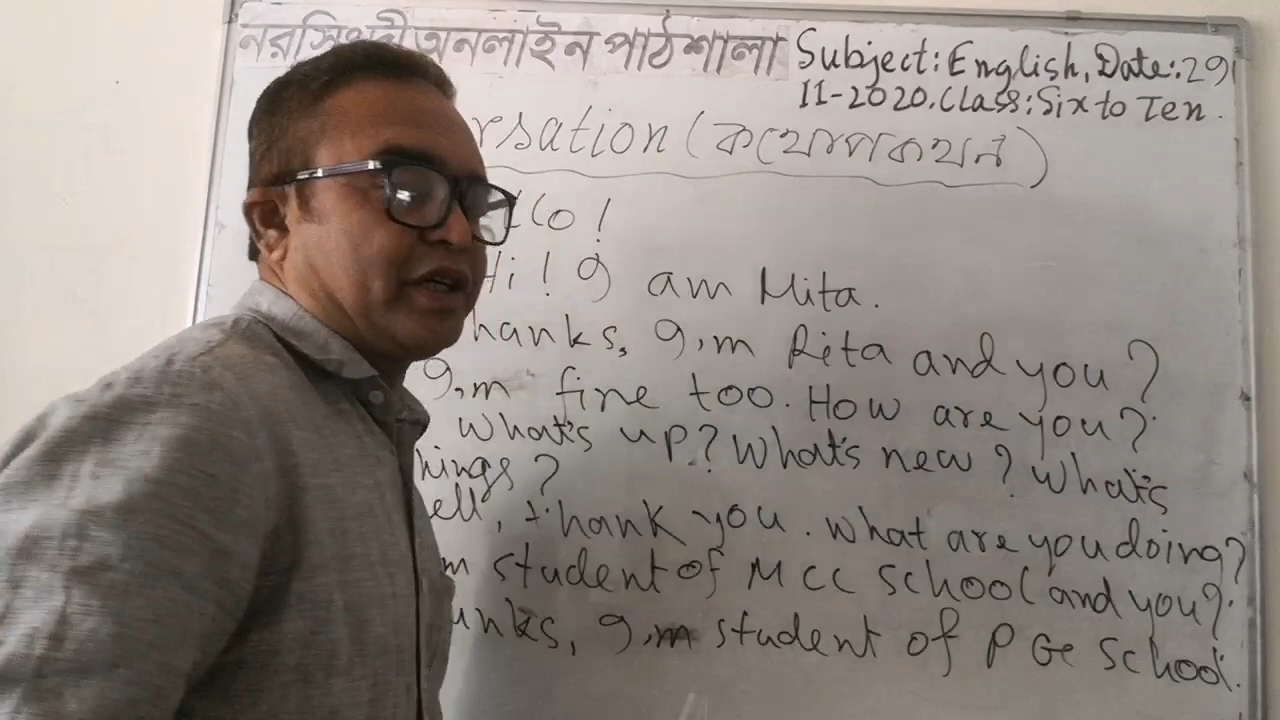 নরসিংদী অনলাইন পাঠশালা
Subject: English, Date: 29
11-2020. Class: Six to Ten.
rsation (কথোপকথন)
llo!
Hi! I am Mita.
hanks, I,m Rita and you?
I,m fine too. How are you?
What's up? What's new? What's
hings?
ell, thank you. What are you doing?
m student of MCC School and you?
anks, I,m student of P Ge School.